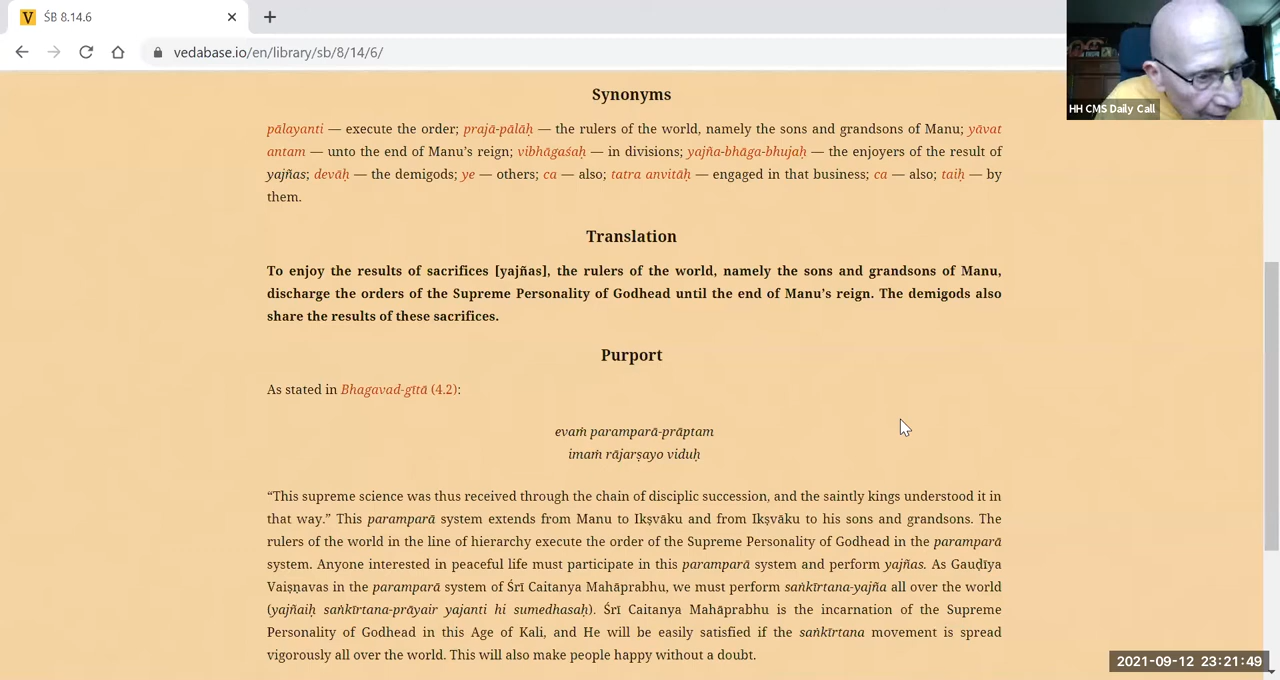 V ŚB 8.14.6
vedabase.io/en/library/sb/8/14/6/
HH CMS Daily Call
Synonyms
pālayanti — execute the order; prajā-pālāḥ — the rulers of the world, namely the sons and grandsons of Manu; yāvat
antam — unto the end of Manu’s reign; vibhāgaśaḥ — in divisions; yajña-bhāga-bhujaḥ — the enjoyers of the result of
yajñas; devāḥ — the demigods; ye — others; ca — also; tatra anvitāḥ — engaged in that business; ca — also; taiḥ — by
them.
Translation
To enjoy the results of sacrifices [yajñas], the rulers of the world, namely the sons and grandsons of Manu,
discharge the orders of the Supreme Personality of Godhead until the end of Manu’s reign. The demigods also
share the results of these sacrifices.
Purport
As stated in Bhagavad-gītā (4.2):
evaṁ paramparā-prāptam
imaṁ rājarṣayo viduḥ
“This supreme science was thus received through the chain of disciplic succession, and the saintly kings understood it in
that way.” This paramparā system extends from Manu to Ikṣvāku and from Ikṣvāku to his sons and grandsons. The
rulers of the world in the line of hierarchy execute the order of the Supreme Personality of Godhead in the paramparā
system. Anyone interested in peaceful life must participate in this paramparā system and perform yajñas. As Gauḍīya
Vaiṣṇavas in the paramparā system of Śrī Caitanya Mahāprabhu, we must perform saṅkīrtana-yajña all over the world
(yajñaiḥ saṅkīrtana-prāyair yajanti hi sumedhasaḥ). Śrī Caitanya Mahāprabhu is the incarnation of the Supreme
Personality of Godhead in this Age of Kali, and He will be easily satisfied if the saṅkīrtana movement is spread
vigorously all over the world. This will also make people happy without a doubt.
2021-09-12 23:21:49